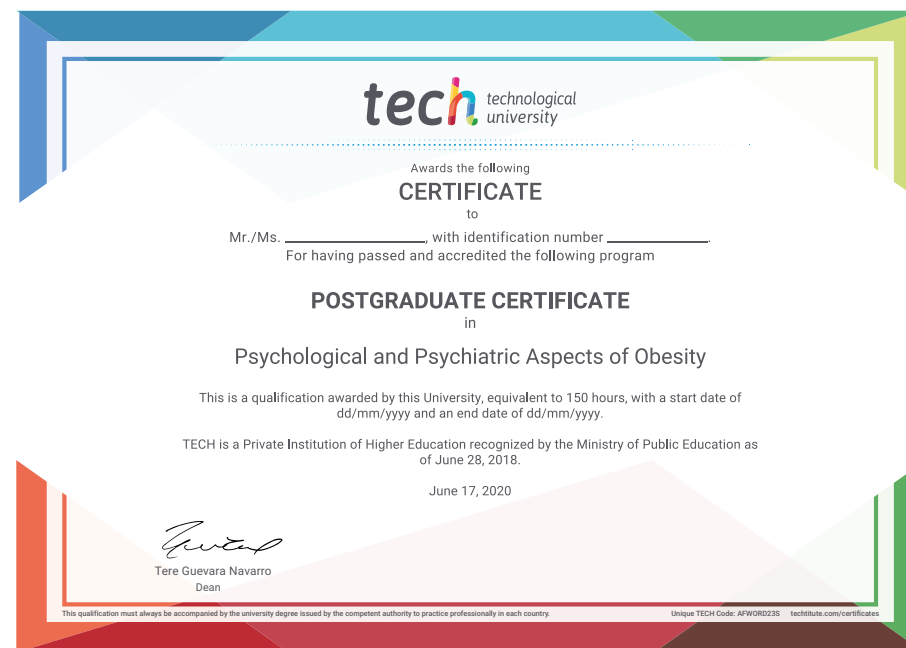 tech technological
university
Awards the following
CERTIFICATE
to
Mr./Ms. ____________________, with identification number ______________.
For having passed and accredited the following program
POSTGRADUATE CERTIFICATE
in
Psychological and Psychiatric Aspects of Obesity
This is a qualification awarded by this University, equivalent to 150 hours, with a start date of
dd/mm/yyyy and an end date of dd/mm/yyyy.
TECH is a Private Institution of Higher Education recognized by the Ministry of Public Education as
of June 28, 2018.
June 17, 2020
Tere Guevara Navarro
Dean
This qualification must always be accompanied by the university degree issued by the competent authority to practice professionally in each country.
Unique TECH Code: AFWORD23S techtitute.com/certificates